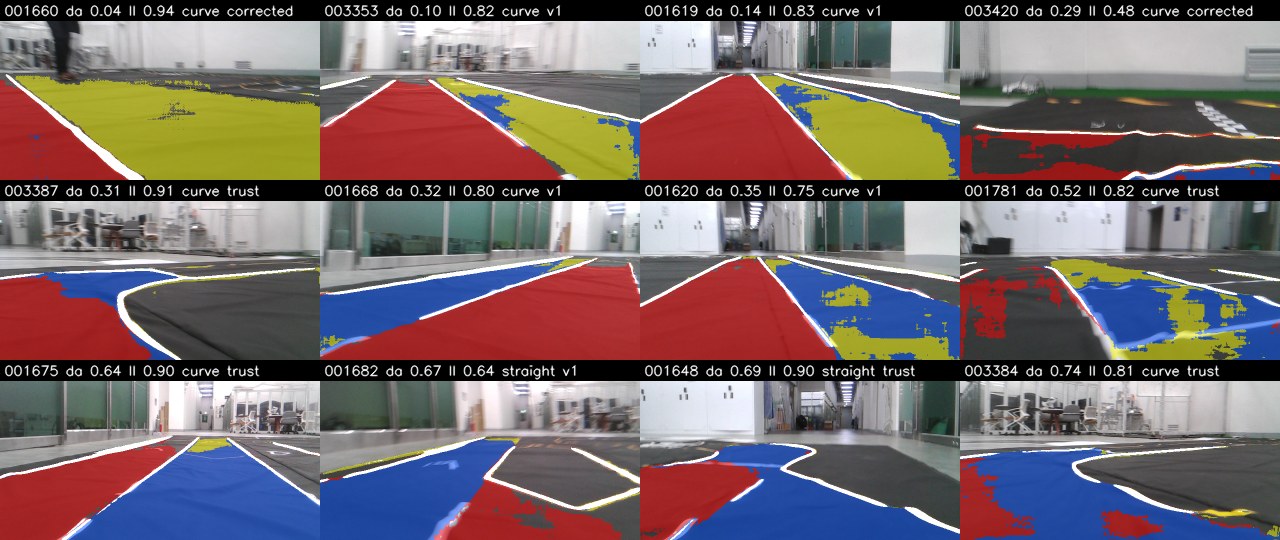 001660 da 0.04 ll 0.94 curve corrected
003353 da 0.10 ll 0.82 curve v1
001619 da 0.14 ll 0.83 curve v1
003420 da 0.29 ll 0.48 curve corrected
003387 da 0.31 ll 0.91 curve trust
001668 da 0.32 ll 0.80 curve v1
001620 da 0.35 ll 0.75 curve v1
001781 da 0.52 ll 0.82 curve trust
001675 da 0.64 ll 0.90 curve trust
001682 da 0.67 ll 0.64 straight v1
001648 da 0.69 ll 0.90 straight trust
003384 da 0.74 ll 0.81 curve trust